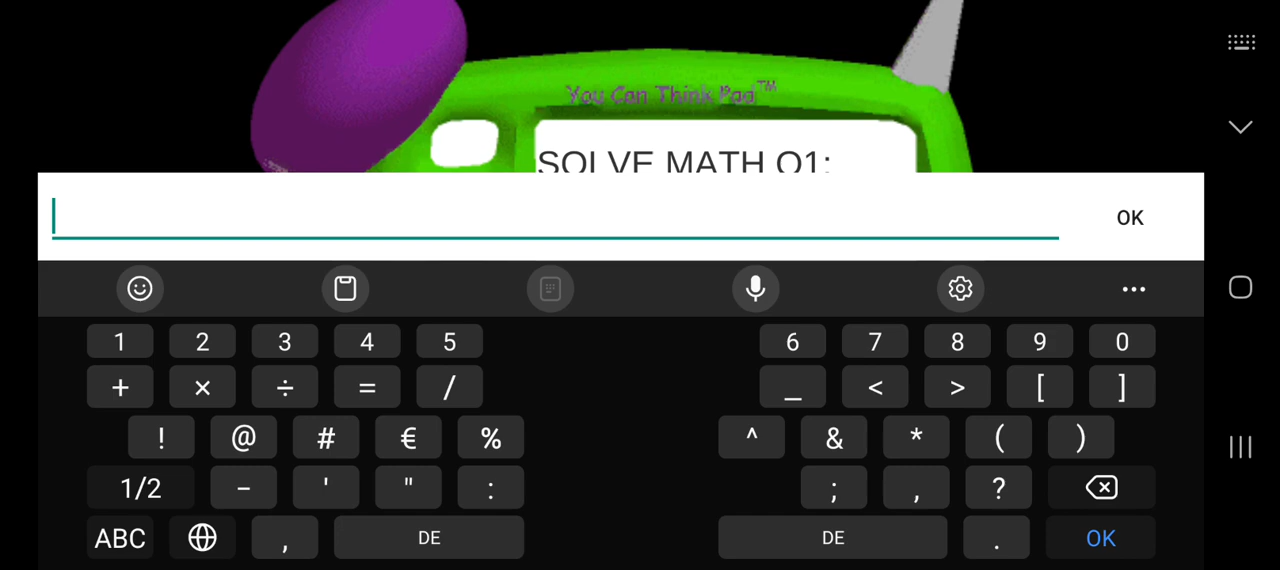 You Can Think Pad™
SOLVE MATH Q1:
OK
1 2 3 4 5 6 7 8 9 0
+ × ÷ = / _ < > [ ]
! @ # € % ^ & * ( )
1/2 - ' " : ; , ?
ABC , DE DE . OK